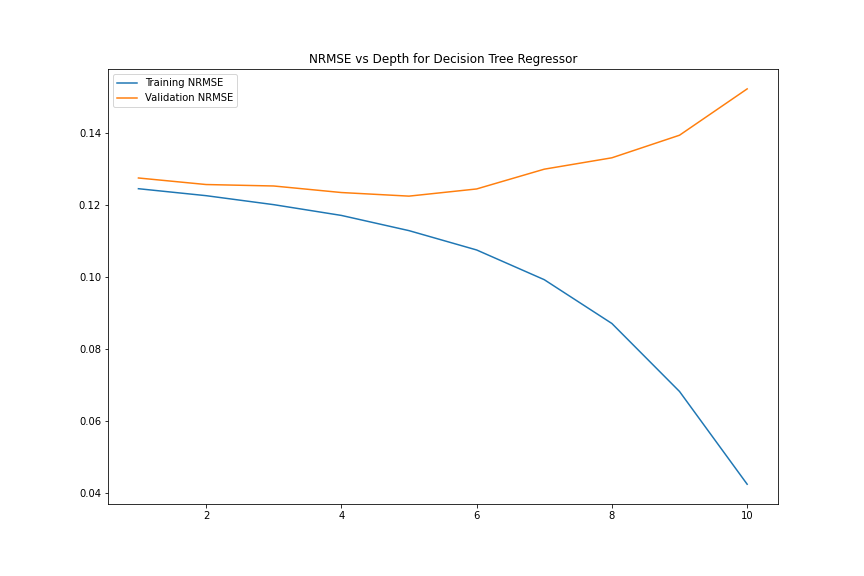 NRMSE vs Depth for Decision Tree Regressor
Training NRMSE
Validation NRMSE
0.14
0.12
0.10
0.08
0.06
0.04
2 4 6 8 10